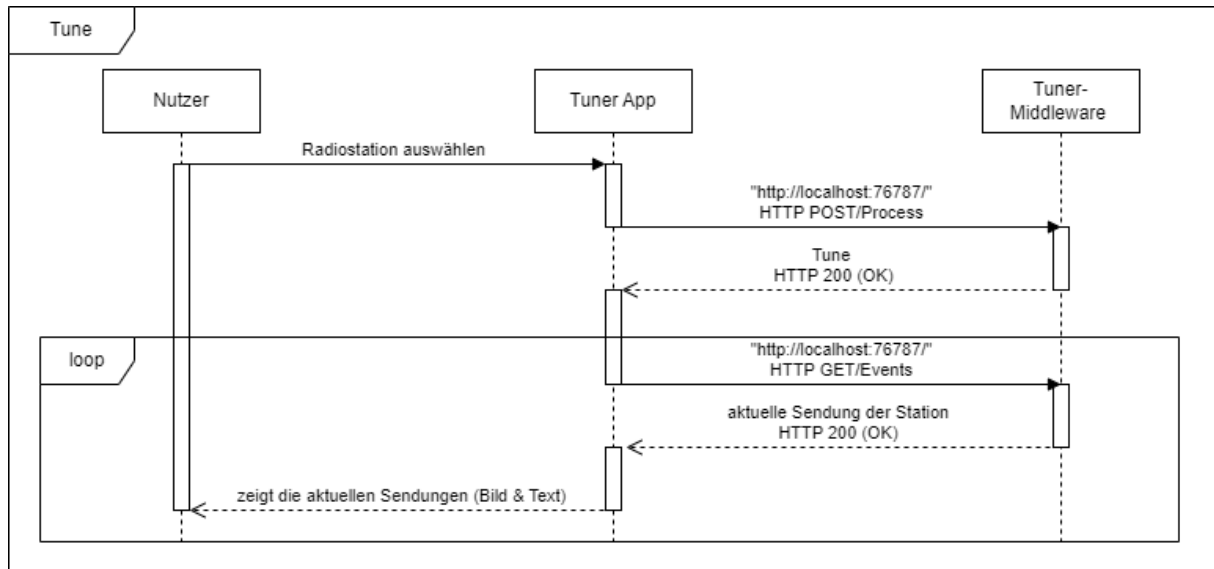 Tune
Nutzer
Tuner App
Tuner-
Middleware
Radiostation auswählen
"http://localhost:76787/"
HTTP POST/Process
Tune
HTTP 200 (OK)
loop
"http://localhost:76787/"
HTTP GET/Events
aktuelle Sendung der Station
HTTP 200 (OK)
zeigt die aktuellen Sendungen (Bild & Text)